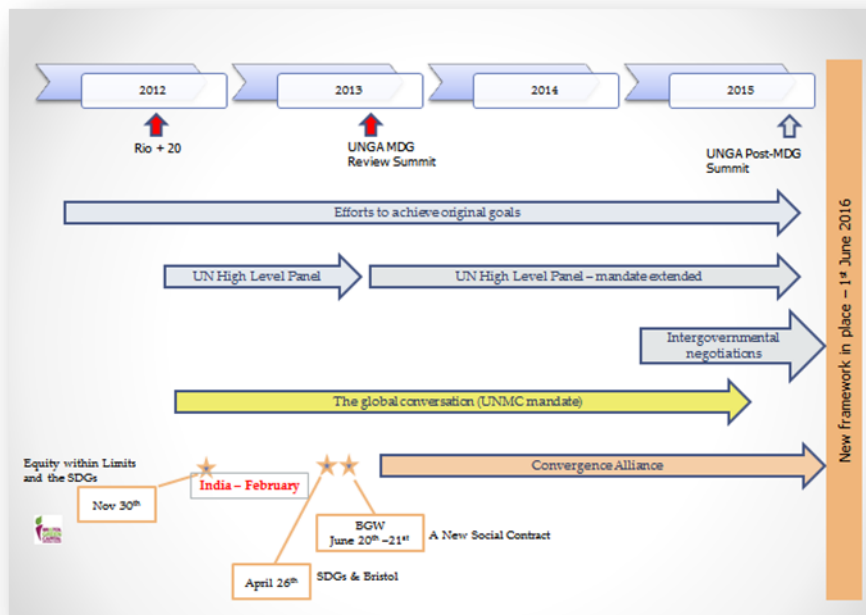 2012
2013
2014
2015
Rio + 20
UNGA MDG
Review Summit
UNGA Post-MDG
Summit
Efforts to achieve original goals
UN High Level Panel
UN High Level Panel – mandate extended
Intergovernmental
negotiations
The global conversation (UNMC mandate)
Convergence Alliance
Equity within Limits
and the SDGs
Nov 30th
India – February
BGW
June 20th –21st
A New Social Contract
April 26th
SDGs & Bristol
New framework in place – 1st June 2016